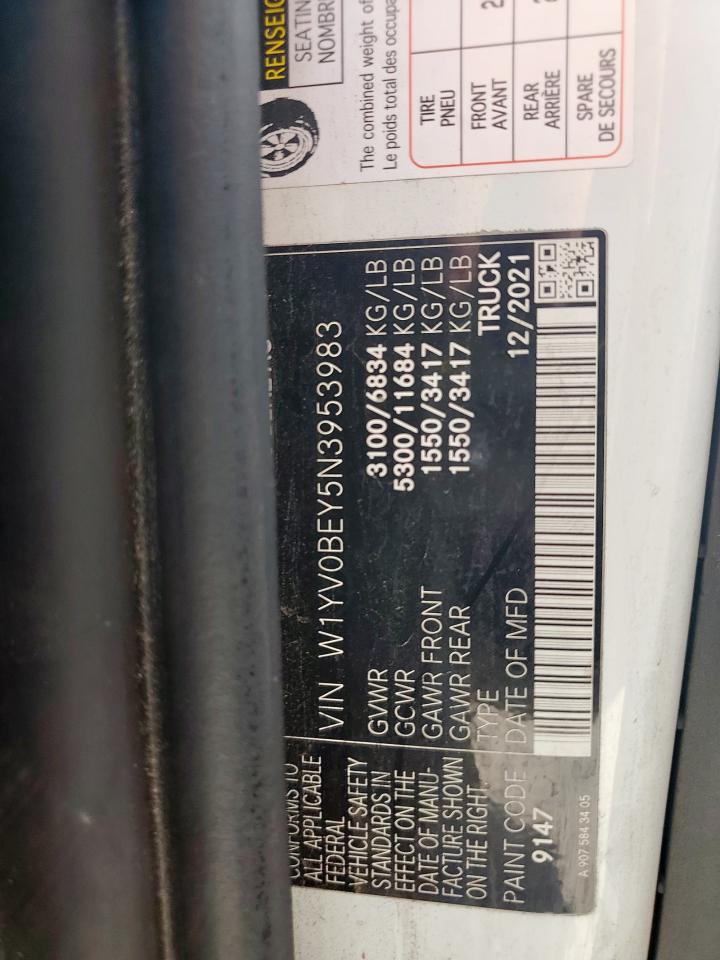 VIN W1YV0BEY5N3953983
GVWR 3100/6834 KG/LB
GCWR 5300/11684 KG/LB
GAWR FRONT 1550/3417 KG/LB
GAWR REAR 1550/3417 KG/LB
TYPE TRUCK
DATE OF MFD 12/2021
CONFORMS TO
ALL APPLICABLE
FEDERAL
VEHICLE SAFETY
STANDARDS IN
EFFECT ON THE
DATE OF MANU-
FACTURE SHOWN
ON THE RIGHT.
PAINT CODE
9147
A 907 584 34 05
RENSEIG
SEATIN
NOMBR
The combined weight of
Le poids total des occupa
TIRE
PNEU
FRONT
AVANT
REAR
ARRIÈRE
SPARE
DE SECOURS